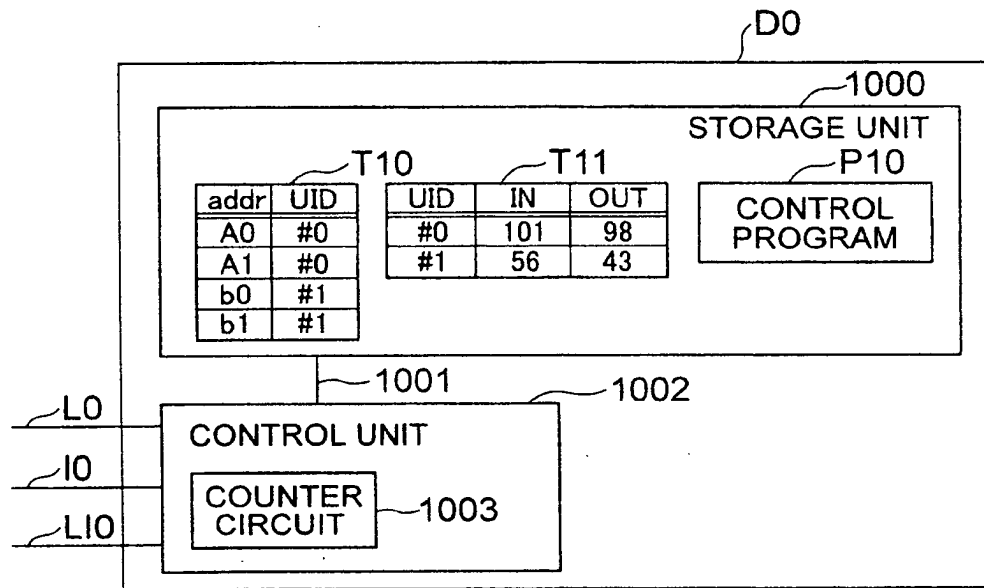 D0
1000
STORAGE UNIT
T10
T11
P10
addr UID
A0 #0
A1 #0
b0 #1
b1 #1
UID IN OUT
#0 101 98
#1 56 43
CONTROL
PROGRAM
1001
1002
L0
I0
LI0
CONTROL UNIT
COUNTER
CIRCUIT
1003